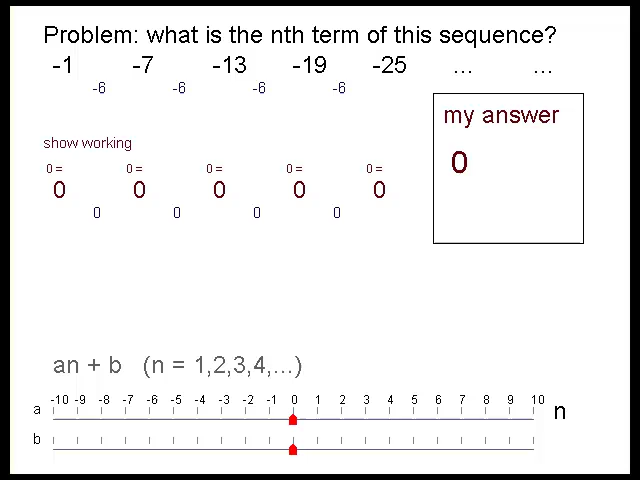 Problem: what is the nth term of this sequence?
-1 -7 -13 -19 -25 ... ...
-6 -6 -6 -6
my answer
0
show working
0 = 0 = 0 = 0 = 0 =
0 0 0 0 0
0 0 0 0
an + b (n = 1,2,3,4,...)
-10 -9 -8 -7 -6 -5 -4 -3 -2 -1 0 1 2 3 4 5 6 7 8 9 10
a n
b